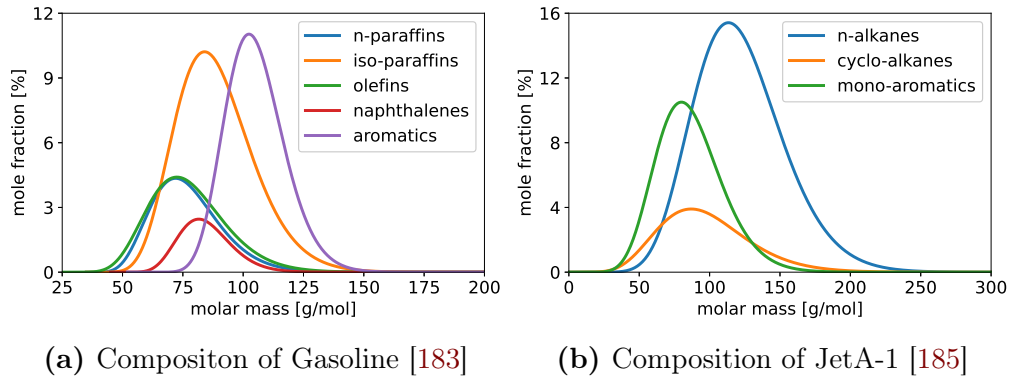 12
9
6
3
0
mole fraction [%]
n-paraffins
iso-paraffins
olefins
naphthalenes
aromatics
25 50 75 100 125 150 175 200
molar mass [g/mol]
(a) Compositon of Gasoline [183]
16
12
8
4
0
mole fraction [%]
n-alkanes
cyclo-alkanes
mono-aromatics
0 50 100 150 200 250 300
molar mass [g/mol]
(b) Composition of JetA-1 [185]